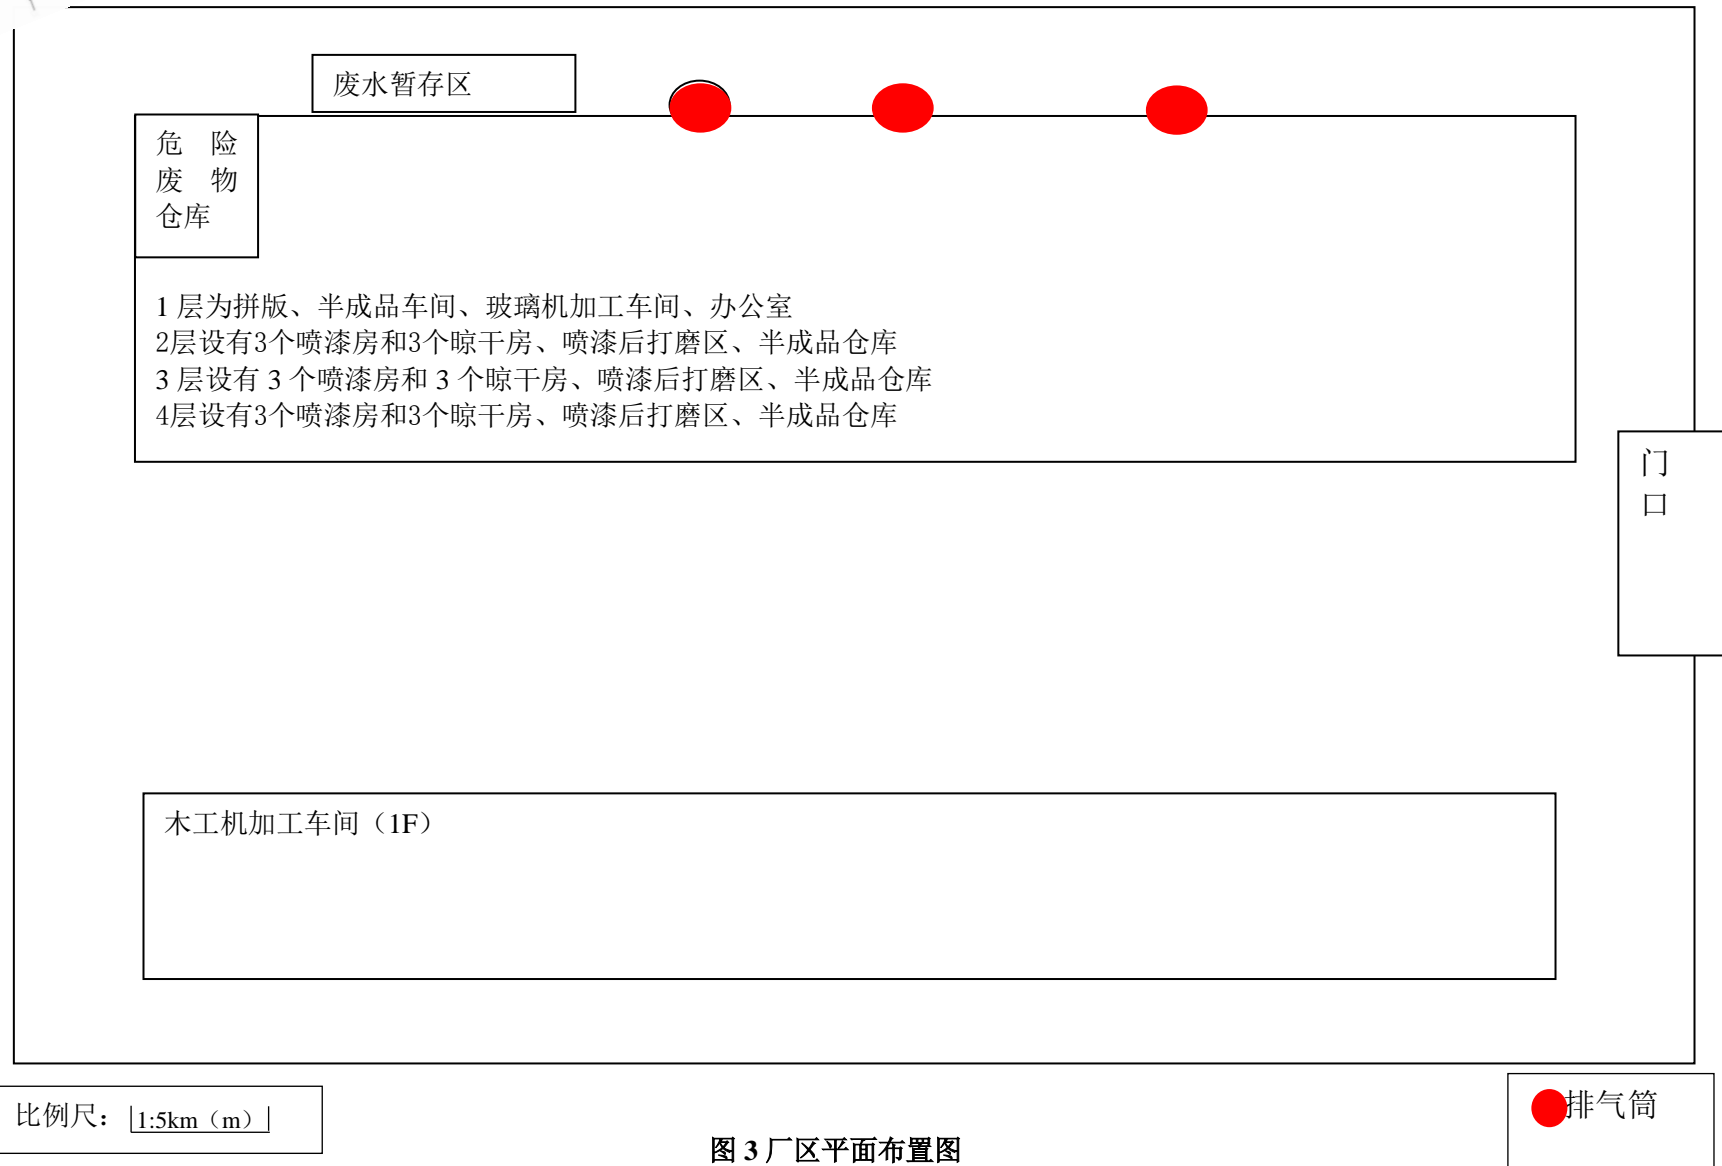 废水暂存区
危 险
废 物
仓库
1 层为拼版、半成品车间、玻璃机加工车间、办公室
2层设有3个喷漆房和3个晾干房、喷漆后打磨区、半成品仓库
3 层设有 3 个喷漆房和 3 个晾干房、喷漆后打磨区、半成品仓库
4层设有3个喷漆房和3个晾干房、喷漆后打磨区、半成品仓库
门
口
木工机加工车间（1F）
比例尺： 1:5km（m）
排气筒
图 3 厂区平面布置图